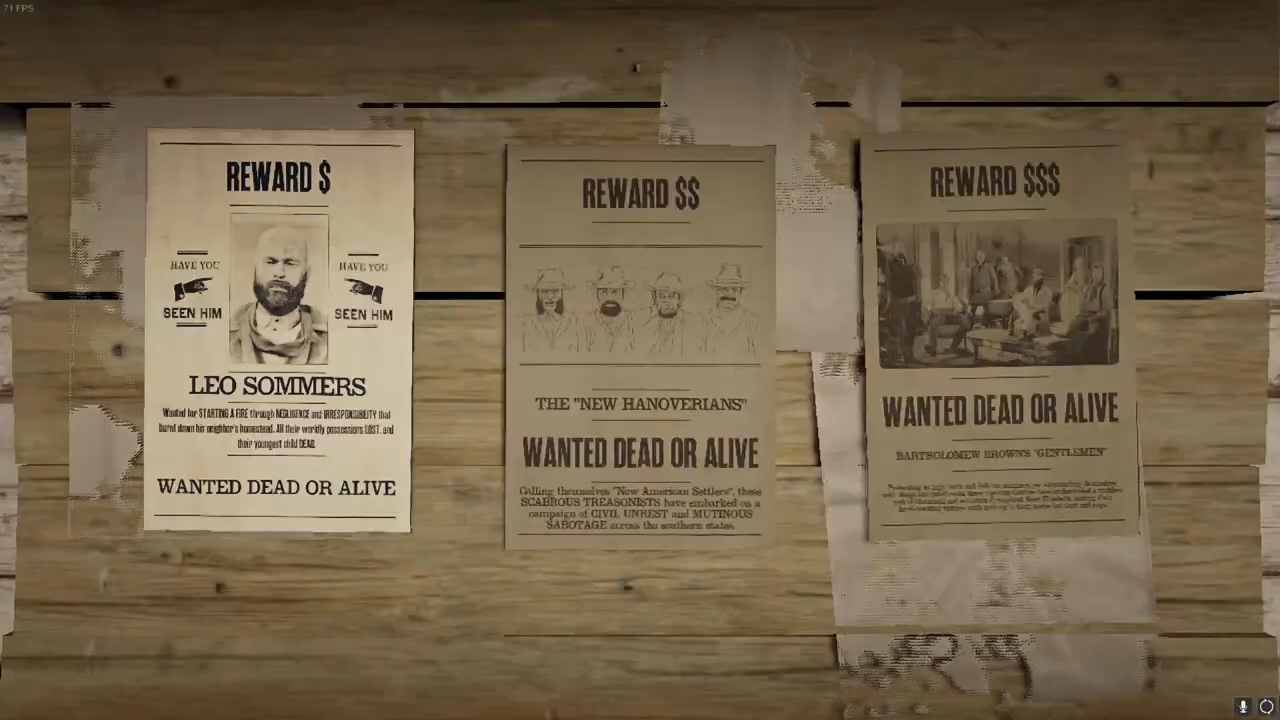 71 FPS
REWARD $
HAVE YOU
SEEN HIM
HAVE YOU
SEEN HIM
LEO SOMMERS
Wanted for STARTING A FIRE through NEGLIGENCE and IRRESPONSIBILITY that
burnt down his neighbor's homestead. All their worldly possessions LOST, and
their youngest child DEAD.
WANTED DEAD OR ALIVE
REWARD $$
THE "NEW HANOVERIANS"
WANTED DEAD OR ALIVE
Calling themselves "New American Settlers", these
SCABROUS TREASONISTS have embarked on a
campaign of CIVIL UNREST and MUTINOUS
SABOTAGE across the southern states.
REWARD $$$
WANTED DEAD OR ALIVE
BARTHOLOMEW BROWN'S "GENTLEMEN"